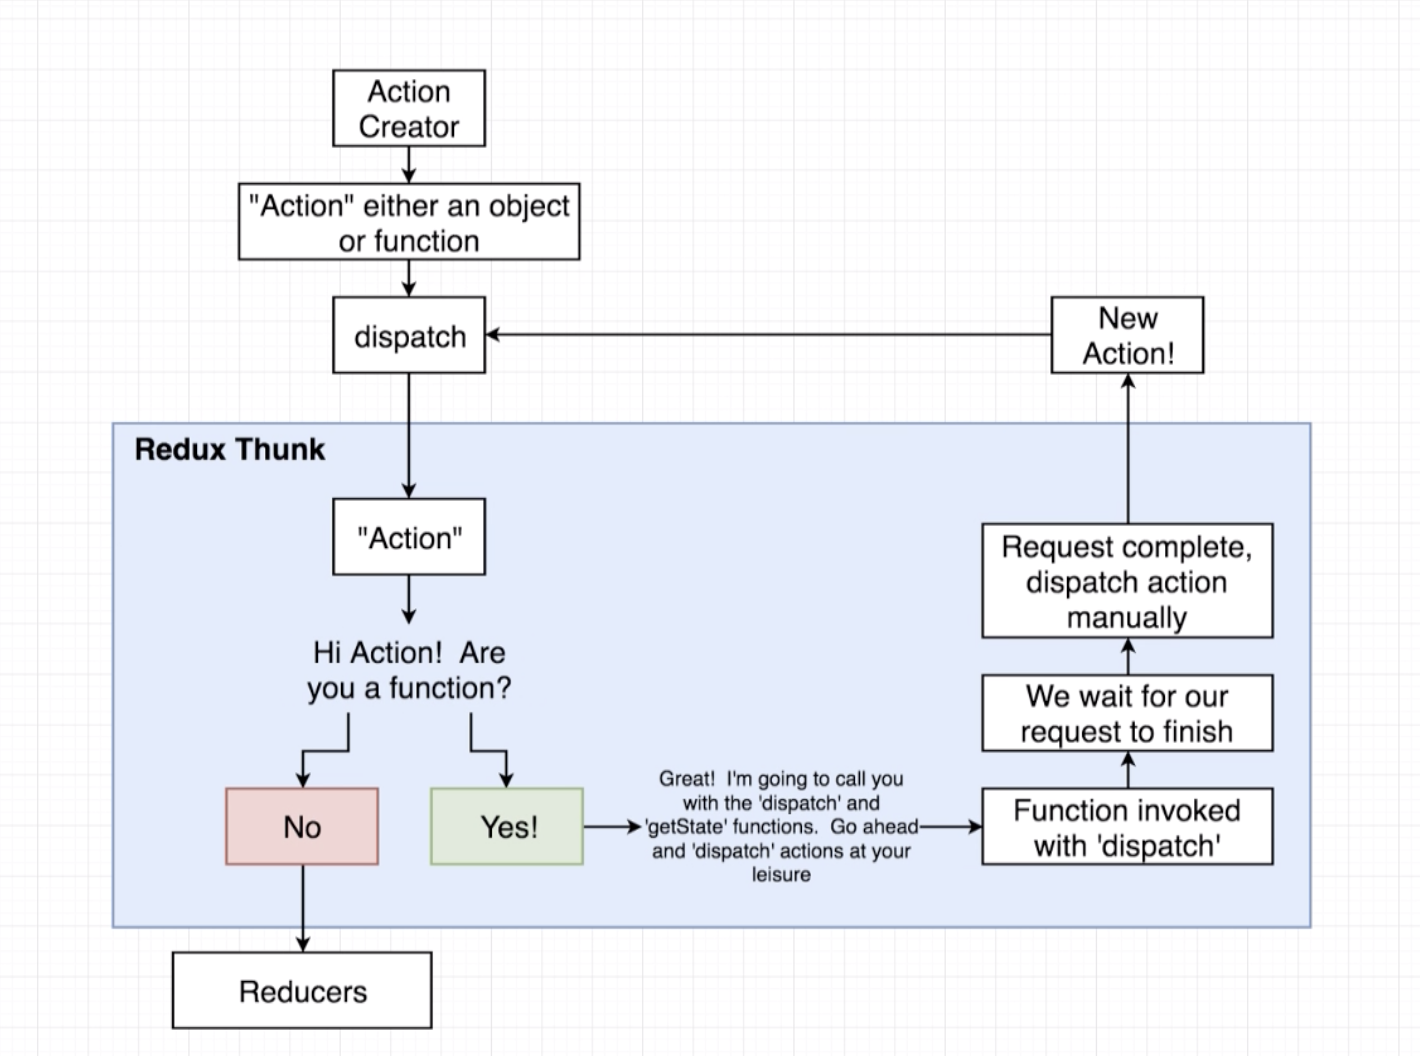 Action
Creator
"Action" either an object
or function
dispatch
New
Action!
Redux Thunk
"Action"
Hi Action!  Are
you a function?
No
Yes!
Great!  I'm going to call you
with the 'dispatch' and
'getState' functions.  Go ahead
and 'dispatch' actions at your
leisure
Function invoked
with 'dispatch'
We wait for our
request to finish
Request complete,
dispatch action
manually
Reducers